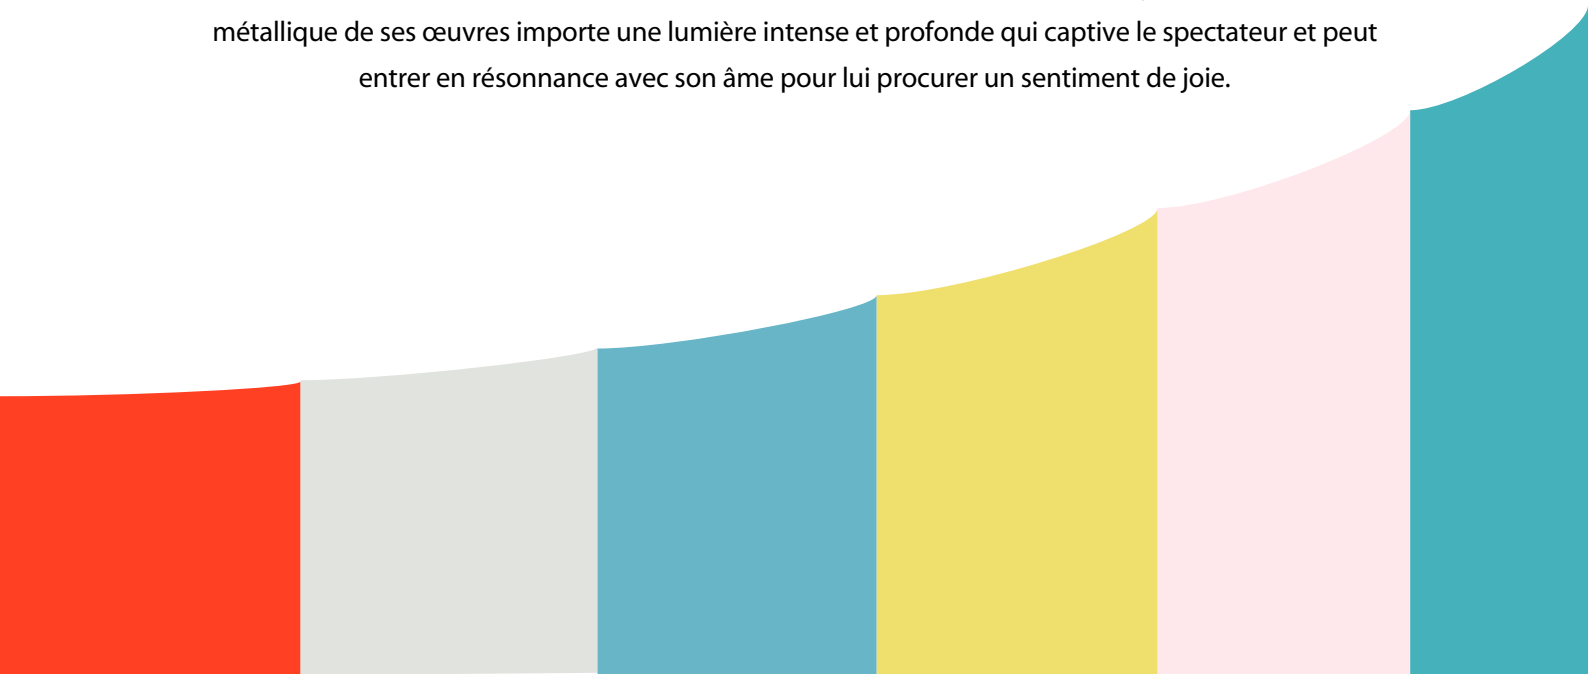 métallique de ses œuvres importe une lumière intense et profonde qui captive le spectateur et peut
entrer en résonnance avec son âme pour lui procurer un sentiment de joie.